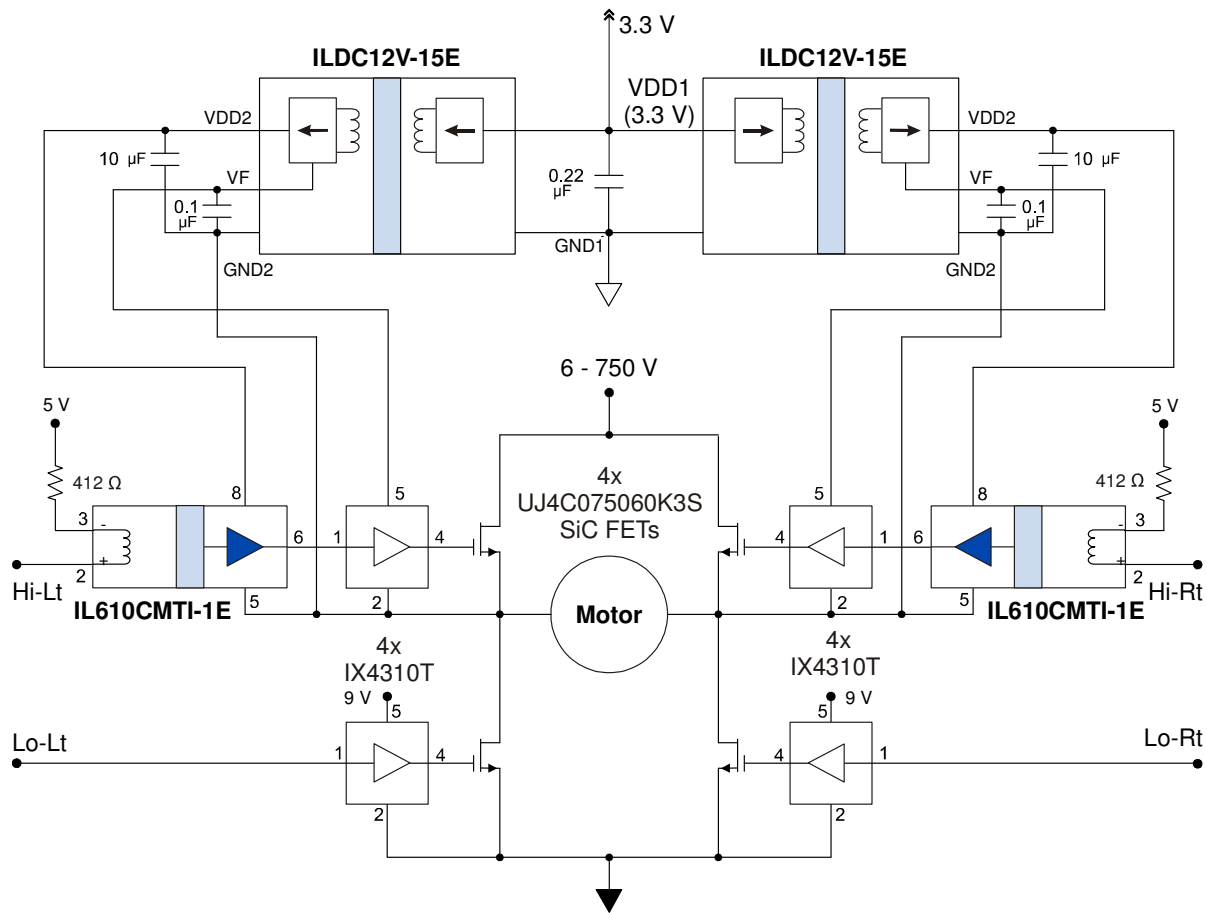 3.3 V
ILDC12V-15E
ILDC12V-15E
VDD1
(3.3 V)
VDD2
VDD2
10 µF
10 µF
VF
VF
0.1
µF
0.22
µF
0.1
µF
GND1
GND2
GND2
6 - 750 V
5 V
5 V
412 Ω
412 Ω
4x
UJ4C075060K3S
SiC FETs
8
5
5
8
3
-
-
3
6
1
4
4
1
6
+
2
+
2
Hi-Lt
Hi-Rt
IL610CMTI-1E
5
2
2
5
IL610CMTI-1E
Motor
4x
IX4310T
4x
IX4310T
9 V
5
5
9 V
Lo-Lt
Lo-Rt
1
4
4
1
2
2